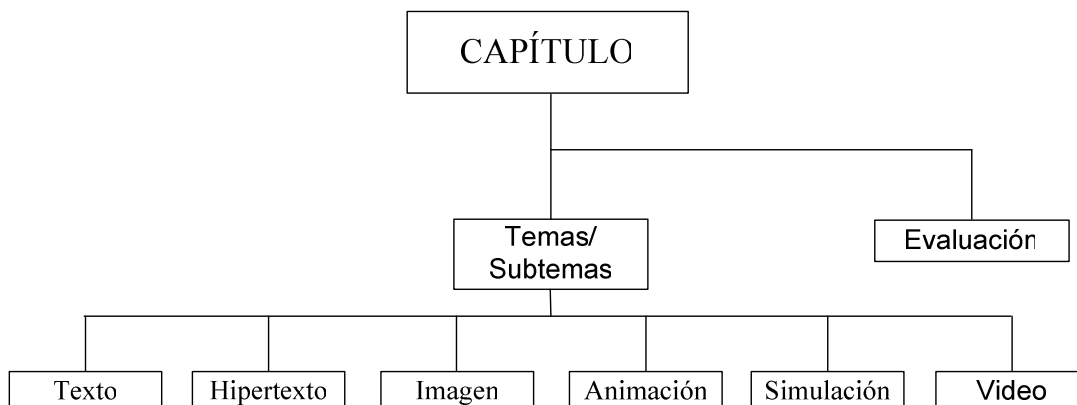 CAPÍTULO
Temas/
Subtemas
Evaluación
Texto
Hipertexto
Imagen
Animación
Simulación
Video